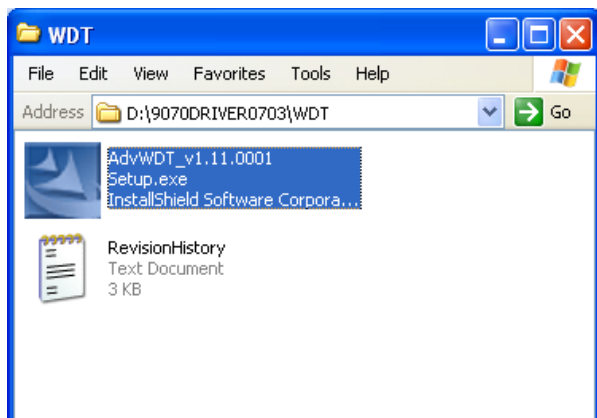 WDT
File Edit View Favorites Tools Help
Address D:\9070DRIVER0703\WDT Go
AdvWDT_v1.11.0001
Setup.exe
InstallShield Software Corpora...
RevisionHistory
Text Document
3 KB